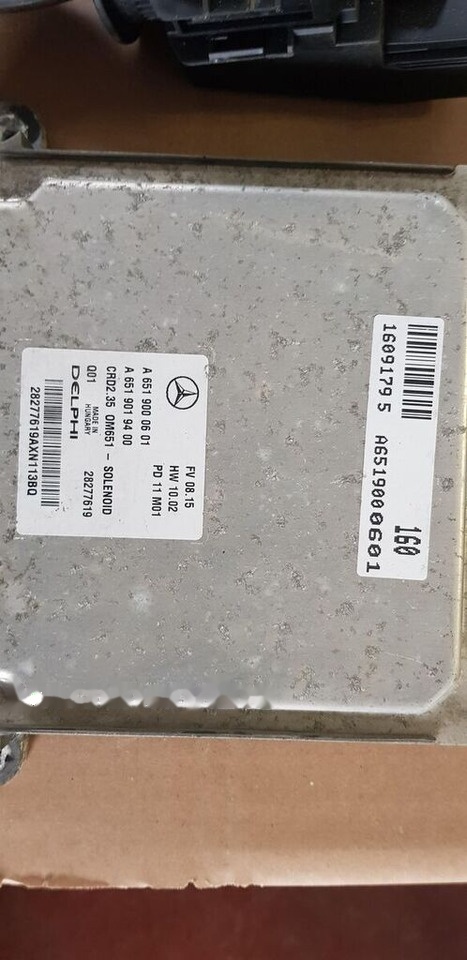 FV 08.15
A 651 900 06 01 HW 10.02
A 651 901 94 00 PD 11 M01
CRD2.35 OM651 - SOLENOID
Q01 MADE IN HUNGARY 28277619
DELPHI
28277619AXN113BQ
160
16091795 A6519000601